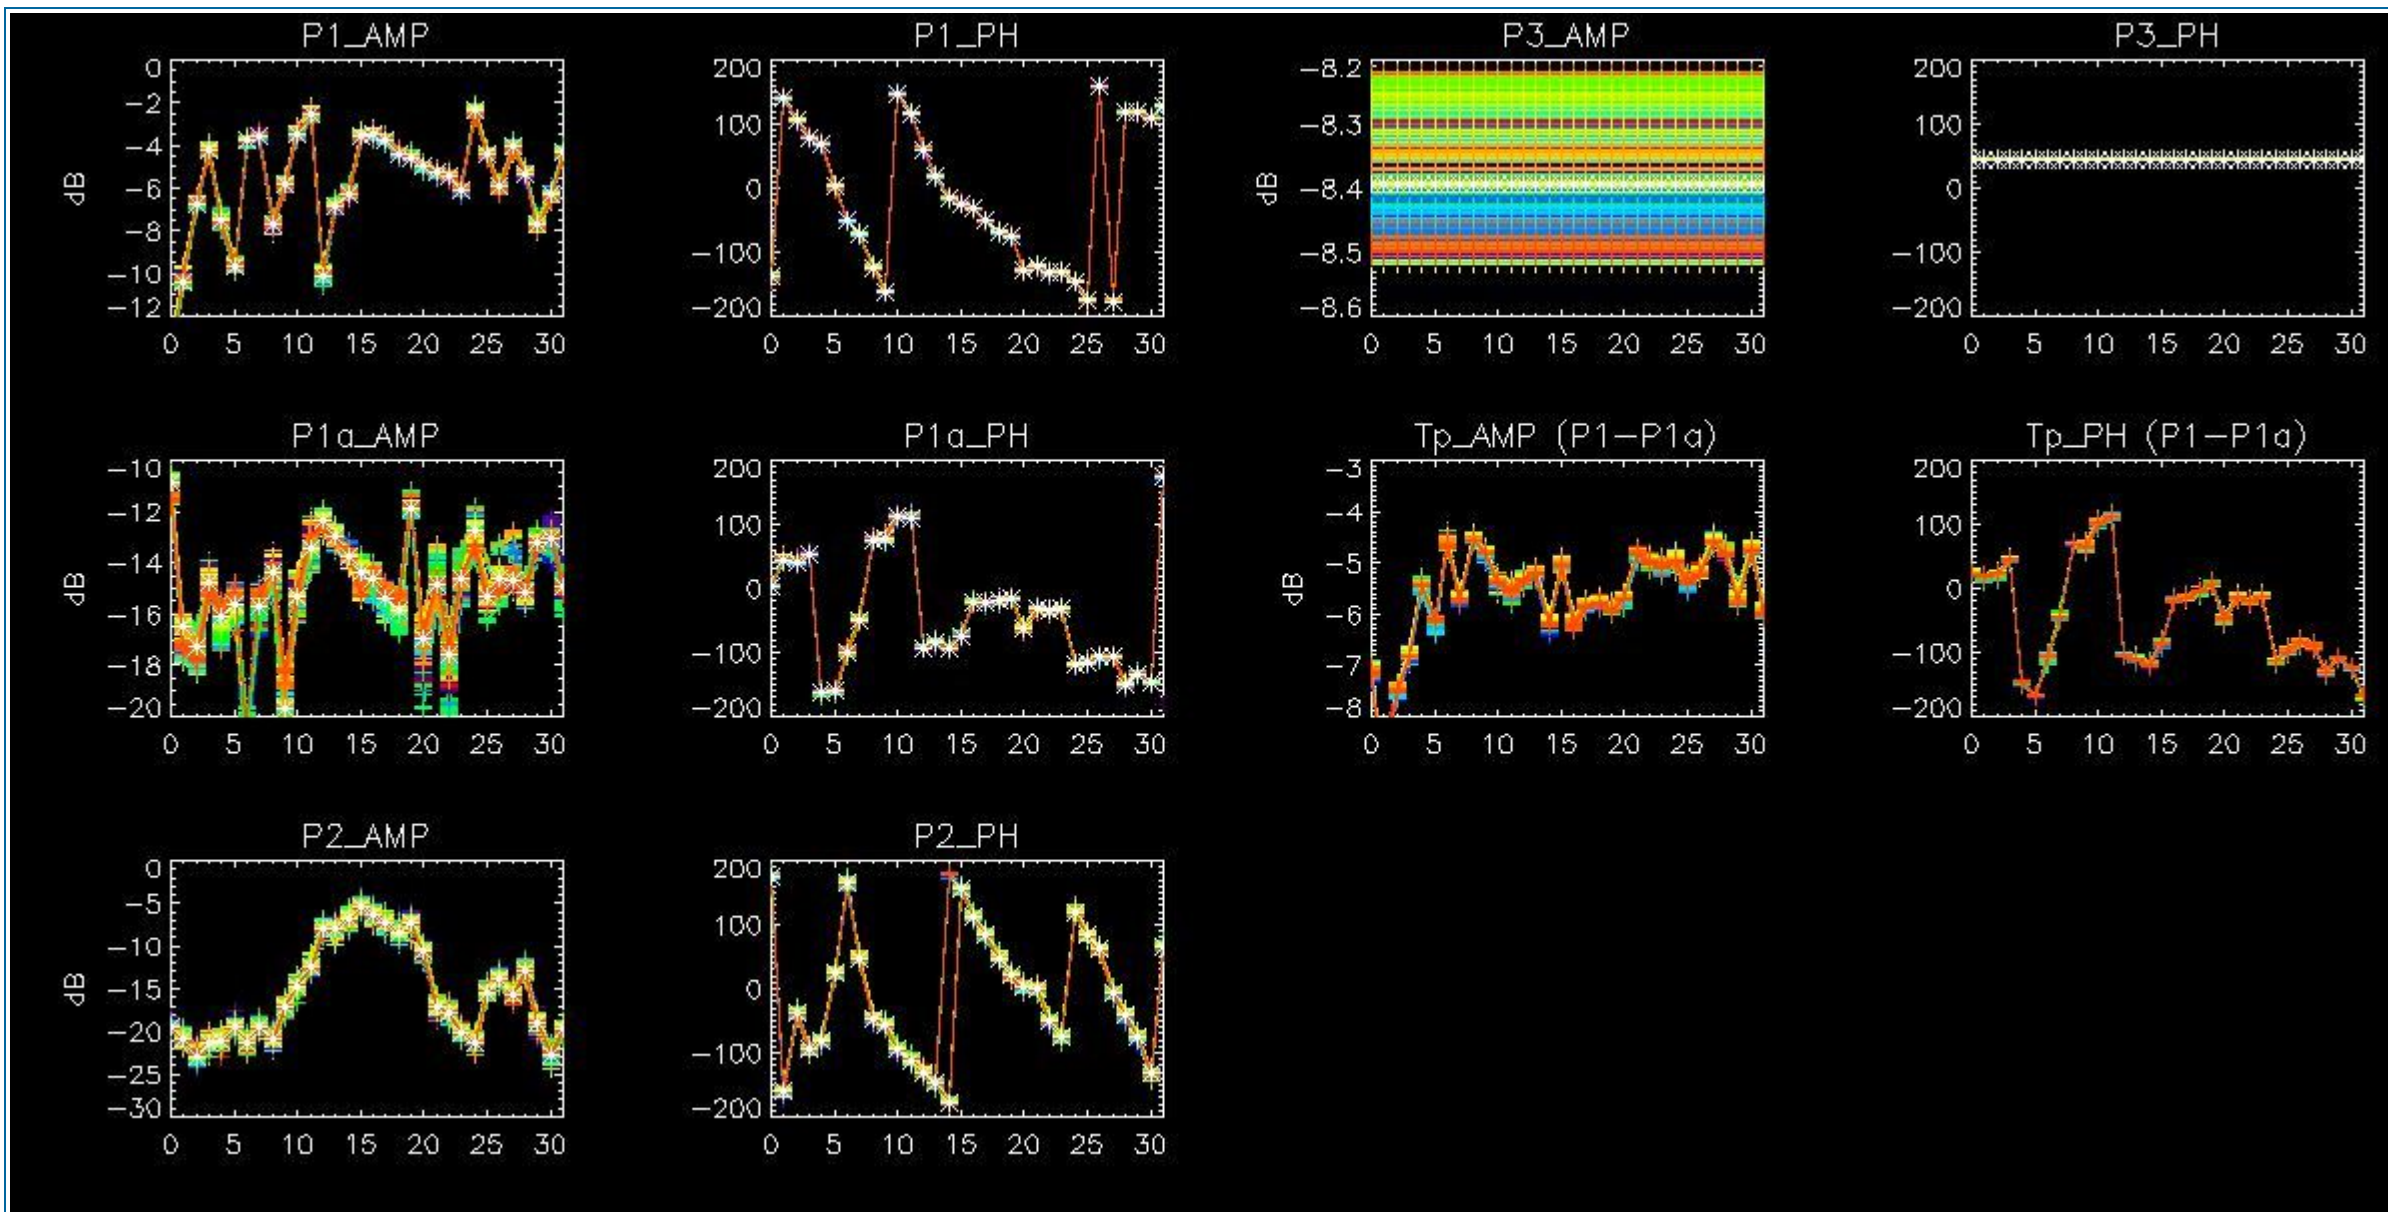 P1_AMP P1_PH P3_AMP P3_PH
0 200 -8.2 200
-2
100 -8.3 100
-4
dB 0 dB -8.4 0
-6
-8
-100 -8.5 -100
-10
-12 -200 -8.6 -200
0 5 10 15 20 25 30 0 5 10 15 20 25 30 0 5 10 15 20 25 30 0 5 10 15 20 25 30
P1a_AMP P1a_PH Tp_AMP (P1-P1a) Tp_PH (P1-P1a)
-10 200 -3 200
-12 100 -4 100
-14
dB 0 dB -5 0
-16 -6
-100 -100
-18 -7
-20 -200 -8 -200
0 5 10 15 20 25 30 0 5 10 15 20 25 30 0 5 10 15 20 25 30 0 5 10 15 20 25 30
P2_AMP P2_PH
0 200
-5
100
-10
dB -15 0
-20
-100
-25
-30 -200
0 5 10 15 20 25 30 0 5 10 15 20 25 30